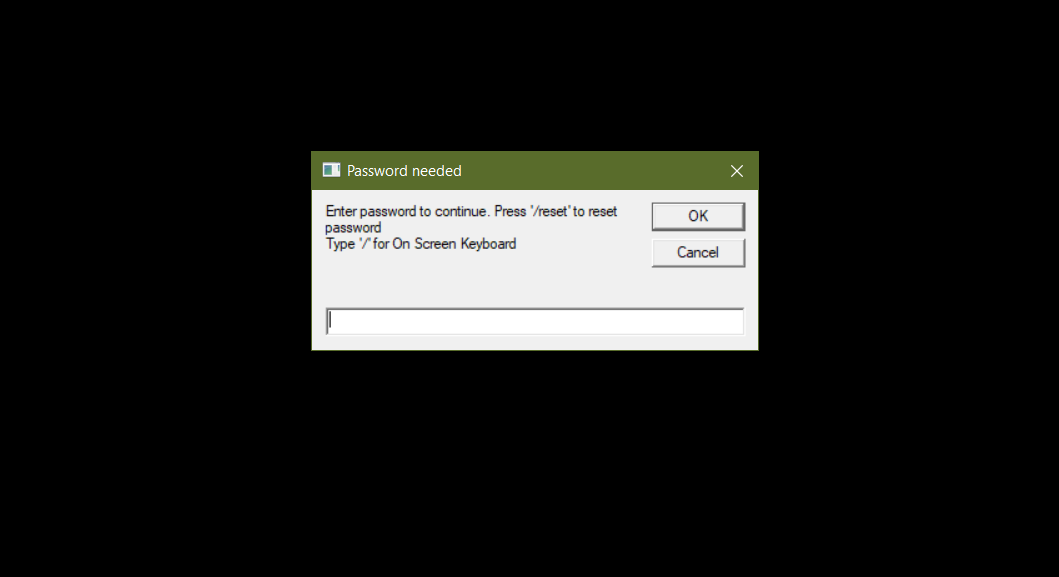 Password needed
Enter password to continue. Press '/reset' to reset
password
Type '/' for On Screen Keyboard
OK
Cancel